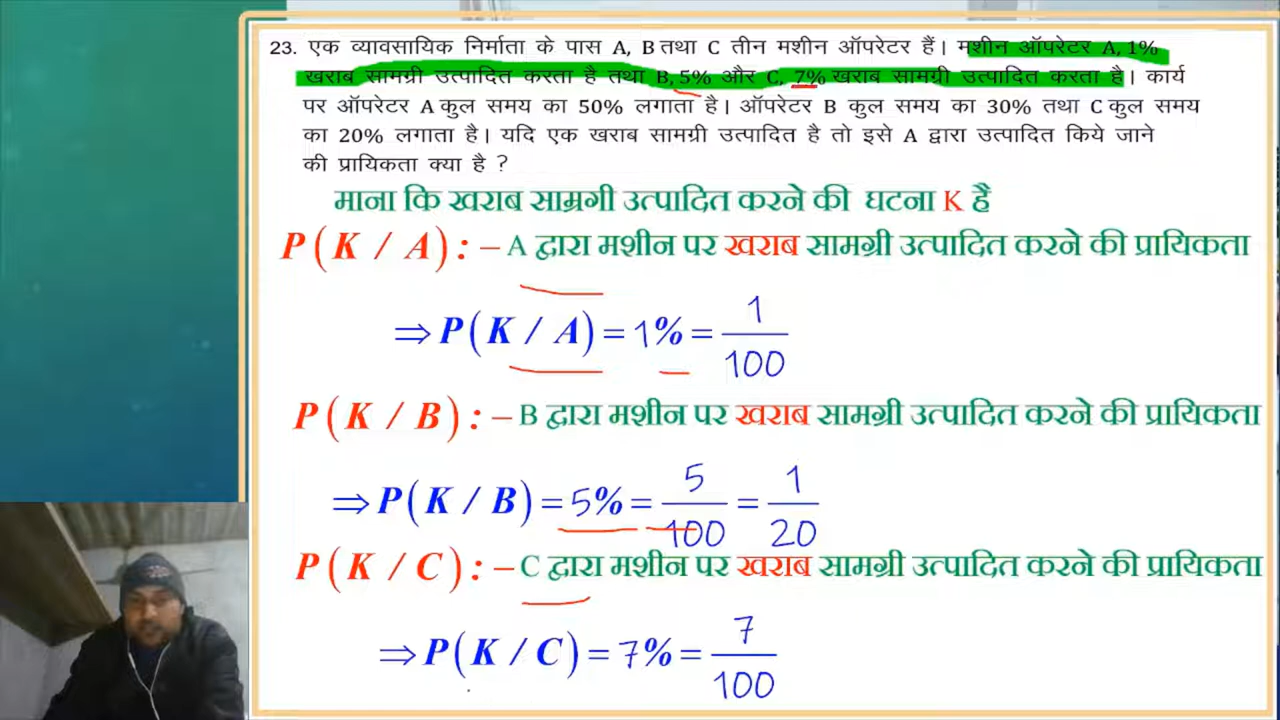 23. एक व्यावसायिक निर्माता के पास A, B तथा C तीन मशीन ऑपरेटर हैं। मशीन ऑपरेटर A, 1%
खराब सामग्री उत्पादित करता है तथा B, 5% और C, 7% खराब सामग्री उत्पादित करता है। कार्य
पर ऑपरेटर A कुल समय का 50% लगाता है। ऑपरेटर B कुल समय का 30% तथा C कुल समय
का 20% लगाता है। यदि एक खराब सामग्री उत्पादित है तो इसे A द्वारा उत्पादित किये जाने
की प्रायिकता क्या है ?
माना कि खराब साम्रगी उत्पादित करने की घटना K है
P(K / A) : – A द्वारा मशीन पर खराब सामग्री उत्पादित करने की प्रायिकता
⇒ P(K / A) = 1% = 1/100
P(K / B) : – B द्वारा मशीन पर खराब सामग्री उत्पादित करने की प्रायिकता
⇒ P(K / B) = 5% = 5/100 = 1/20
P(K / C) : – C द्वारा मशीन पर खराब सामग्री उत्पादित करने की प्रायिकता
⇒ P(K / C) = 7% = 7/100